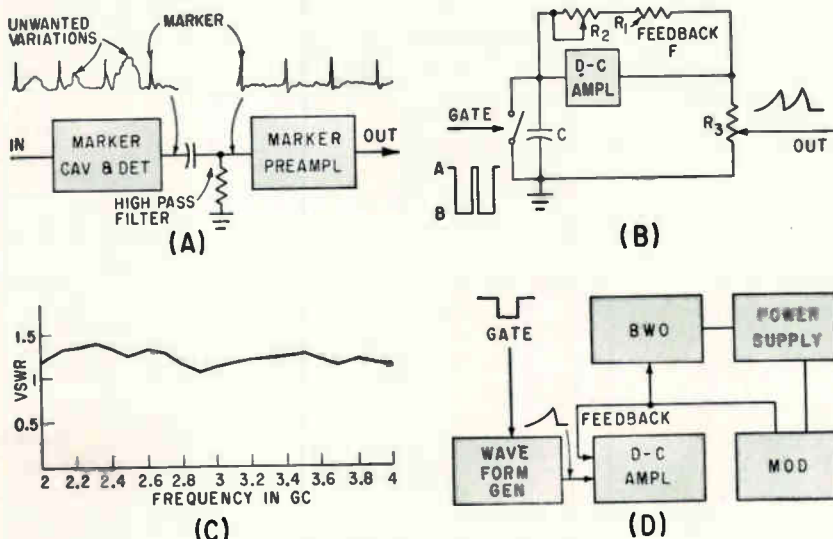 UNWANTED
VARIATIONS
MARKER
IN
MARKER
CAV & DET
HIGH PASS
FILTER
MARKER
PREAMPL
OUT
(A)
R2
R1
FEEDBACK
F
D-C
AMPL
GATE
C
R3
OUT
A
B
(B)
VSWR
1.5
1
0.5
2 2.2 2.4 2.6 2.8 3 3.2 3.4 3.6 3.8 4
FREQUENCY IN GC
(C)
GATE
BWO
POWER
SUPPLY
FEEDBACK
WAVE
FORM
GEN
D-C
AMPL
MOD
(D)